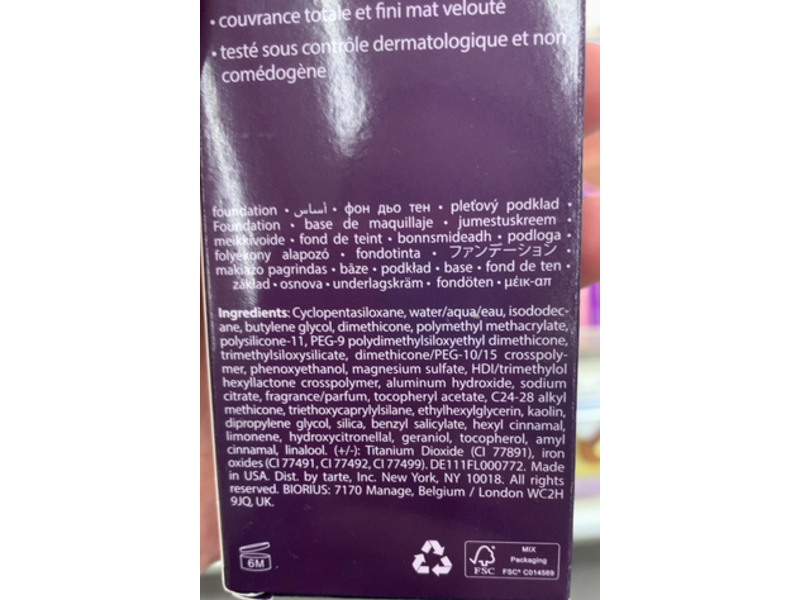 • couvrance totale et fini mat velouté
• testé sous contrôle dermatologique et non
comédogène
foundation • أساس • фон дьо тен • pleťový podklad •
Foundation • base de maquillaje • jumestuskreem •
meikkivoide • fond de teint • bonnsmideadh • podloga
folyékony alapozó • fondotinta • ファンデーション •
makiažo pagrindas • bāze • podkład • base • fond de ten •
základ • osnova • underlagskräm • fondöten • μέικ-απ
Ingredients: Cyclopentasiloxane, water/aqua/eau, isododec-
ane, butylene glycol, dimethicone, polymethyl methacrylate,
polysilicone-11, PEG-9 polydimethylsiloxyethyl dimethicone,
trimethylsiloxysilicate, dimethicone/PEG-10/15 crosspoly-
mer, phenoxyethanol, magnesium sulfate, HDI/trimethylol
hexyllactone crosspolymer, aluminum hydroxide, sodium
citrate, fragrance/parfum, tocopheryl acetate, C24-28 alkyl
methicone, triethoxycaprylylsilane, ethylhexylglycerin, kaolin,
dipropylene glycol, silica, benzyl salicylate, hexyl cinnamal,
limonene, hydroxycitronellal, geraniol, tocopherol, amyl
cinnamal, linalool. (+/-): Titanium Dioxide (CI 77891), iron
oxides (CI 77491, CI 77492, CI 77499). DE111FL000772. Made
in USA. Dist. by tarte, Inc. New York, NY 10018. All rights
reserved. BIORIUS: 7170 Manage, Belgium / London WC2H
9JQ, UK.
6M
FSC
MIX
Packaging
FSC® C014569